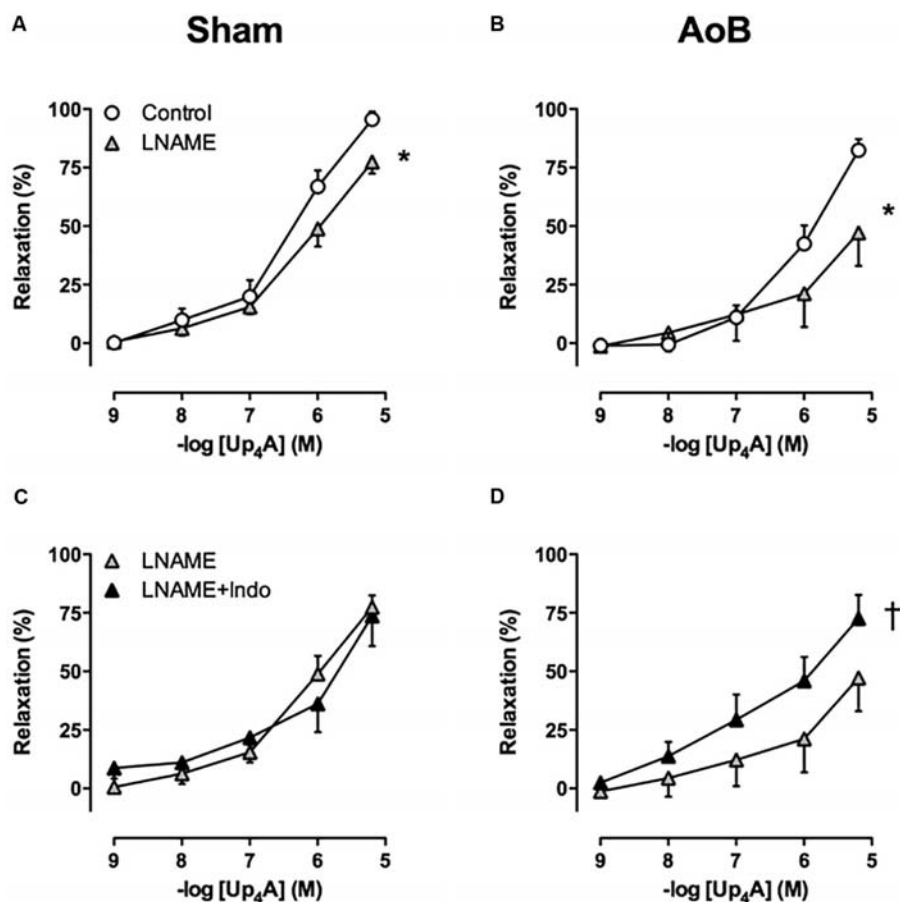 A
Sham
B
AoB
Control
LNAME
100
75
50
25
0
Relaxation (%)
*
9 8 7 6 5
-log [Up4A] (M)
100
75
50
25
0
Relaxation (%)
*
9 8 7 6 5
-log [Up4A] (M)
C
D
LNAME
LNAME+Indo
100
75
50
25
0
Relaxation (%)
9 8 7 6 5
-log [Up4A] (M)
100
75
50
25
0
Relaxation (%)
†
9 8 7 6 5
-log [Up4A] (M)